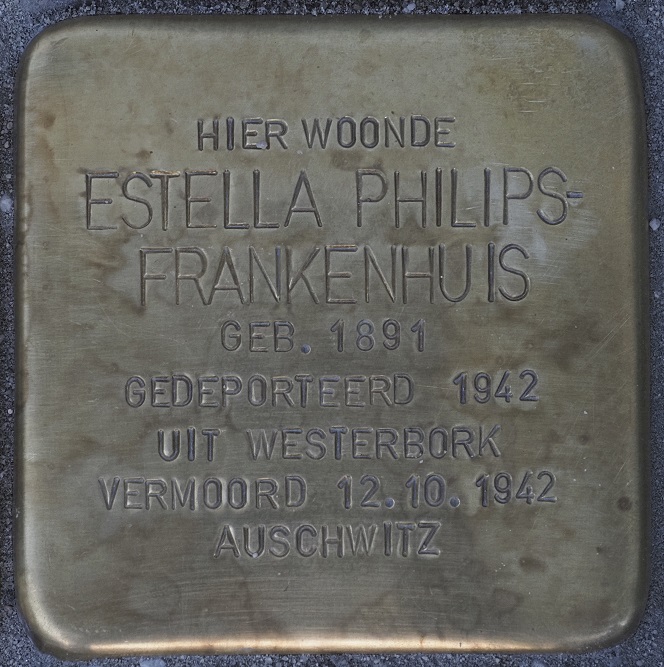 HIER WOONDE
ESTELLA PHILIPS-
FRANKENHUIS
GEB. 1891
GEDEPORTEERD 1942
UIT WESTERBORK
VERMOORD 12.10.1942
AUSCHWITZ